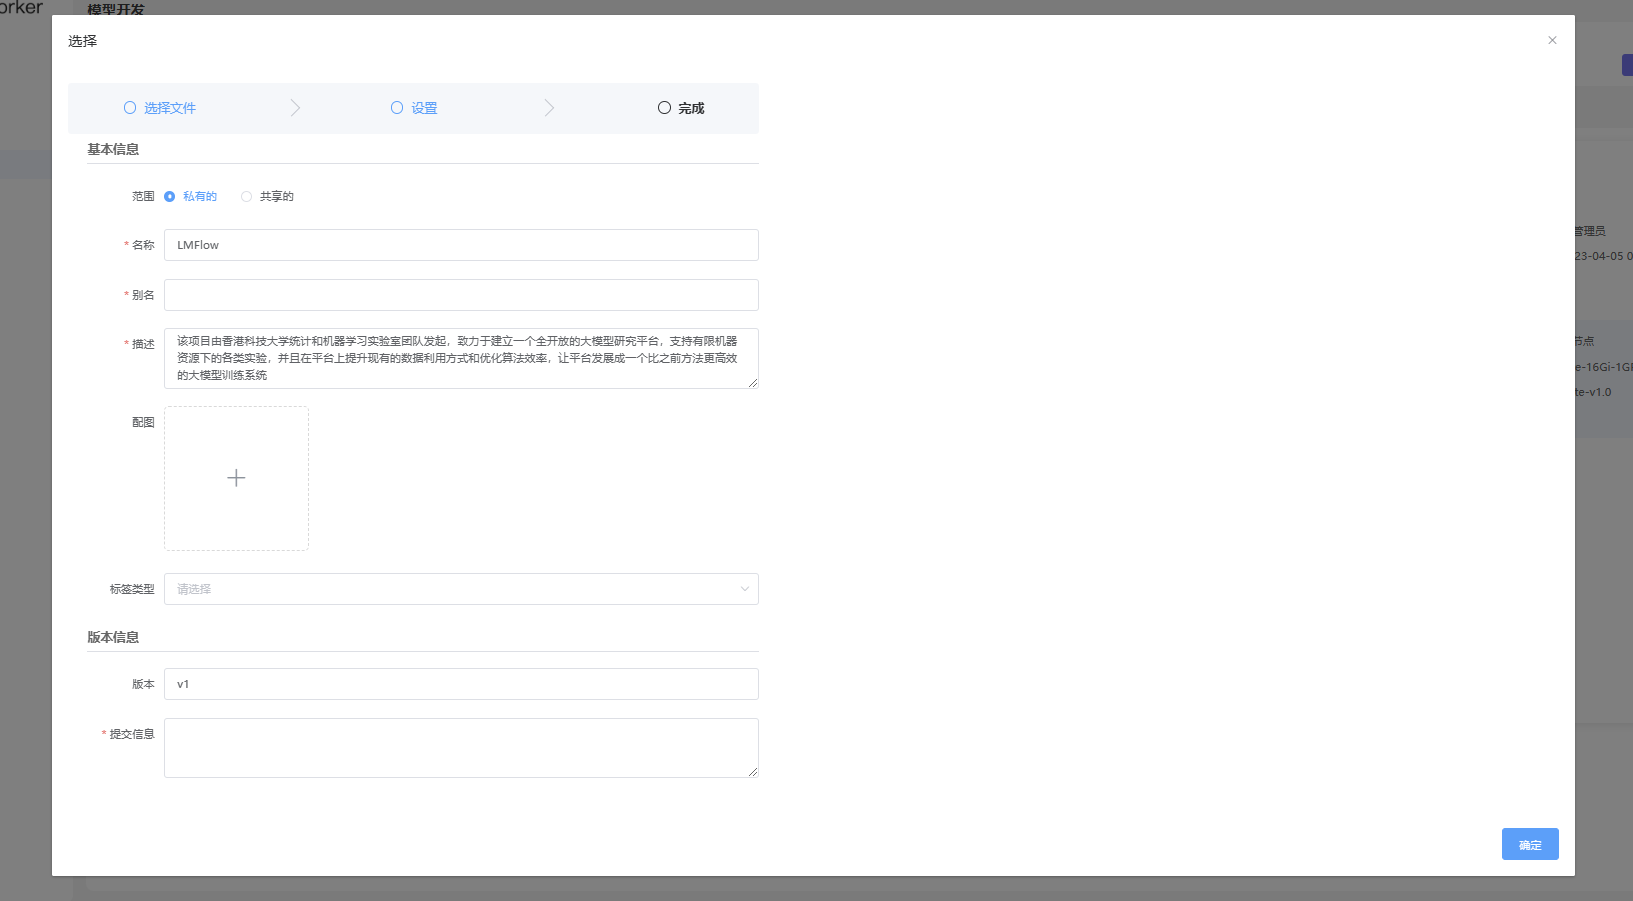 orker
模型开发
选择
选择文件
设置
完成
基本信息
范围 私有的 共享的
* 名称 LMFlow
* 别名
* 描述 该项目由香港科技大学统计和机器学习实验室团队发起，致力于建立一个全开放的大模型研究平台，支持有限机器
资源下的各类实验，并且在平台上提升现有的数据利用方式和优化算法效率，让平台发展成一个比之前方法更高效
的大模型训练系统
配图
标签类型 请选择
版本信息
版本 v1
* 提交信息
确定
管理员
23-04-05 0
节点
e-16Gi-1G
te-v1.0